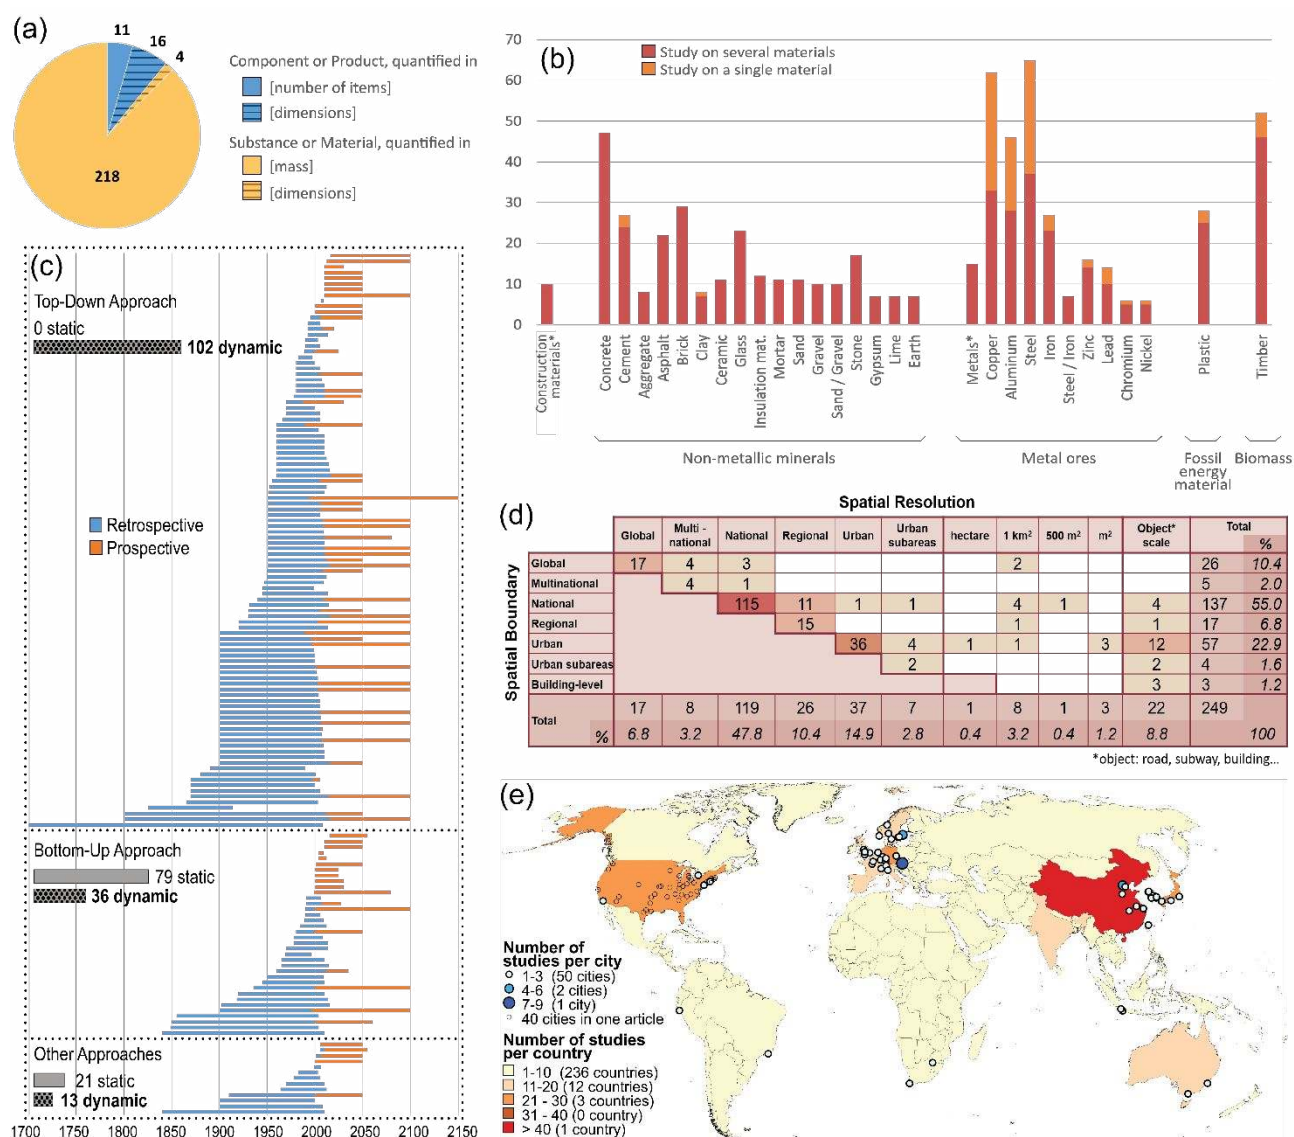 (a)
11
16
4
218
Component or Product, quantified in
[number of items]
[dimensions]
Substance or Material, quantified in
[mass]
[dimensions]
(b)
Study on several materials
Study on a single material
70
60
50
40
30
20
10
0
Construction materials*
Concrete
Cement
Aggregate
Asphalt
Brick
Clay
Ceramic
Glass
Insulation mat.
Mortar
Sand
Gravel
Sand / Gravel
Stone
Gypsum
Lime
Earth
Metals*
Copper
Aluminum
Steel
Iron
Steel / Iron
Zinc
Lead
Chromium
Nickel
Plastic
Timber
Non-metallic minerals
Metal ores
Fossil
energy
material
Biomass
(c)
Top-Down Approach
0 static
102 dynamic
Retrospective
Prospective
Bottom-Up Approach
79 static
36 dynamic
Other Approaches
21 static
13 dynamic
1700 1750 1800 1850 1900 1950 2000 2050 2100 2150
(d)
Spatial Resolution
Spatial Boundary
Global Multi - national National Regional Urban Urban subareas hectare 1 km² 500 m² m² Object* scale Total %
Global 17 4 3 2 26 10.4
Multinational 4 1 5 2.0
National 115 11 1 1 4 1 4 137 55.0
Regional 15 1 1 17 6.8
Urban 36 4 1 1 3 12 57 22.9
Urban subareas 2 2 4 1.6
Building-level 3 3 1.2
Total 17 8 119 26 37 7 1 8 1 3 22 249
% 6.8 3.2 47.8 10.4 14.9 2.8 0.4 3.2 0.4 1.2 8.8 100
*object: road, subway, building...
(e)
Number of
studies per city
1-3 (50 cities)
4-6 (2 cities)
7-9 (1 city)
40 cities in one article
Number of studies
per country
1-10 (236 countries)
11-20 (12 countries)
21 - 30 (3 countries)
31 - 40 (0 country)
> 40 (1 country)